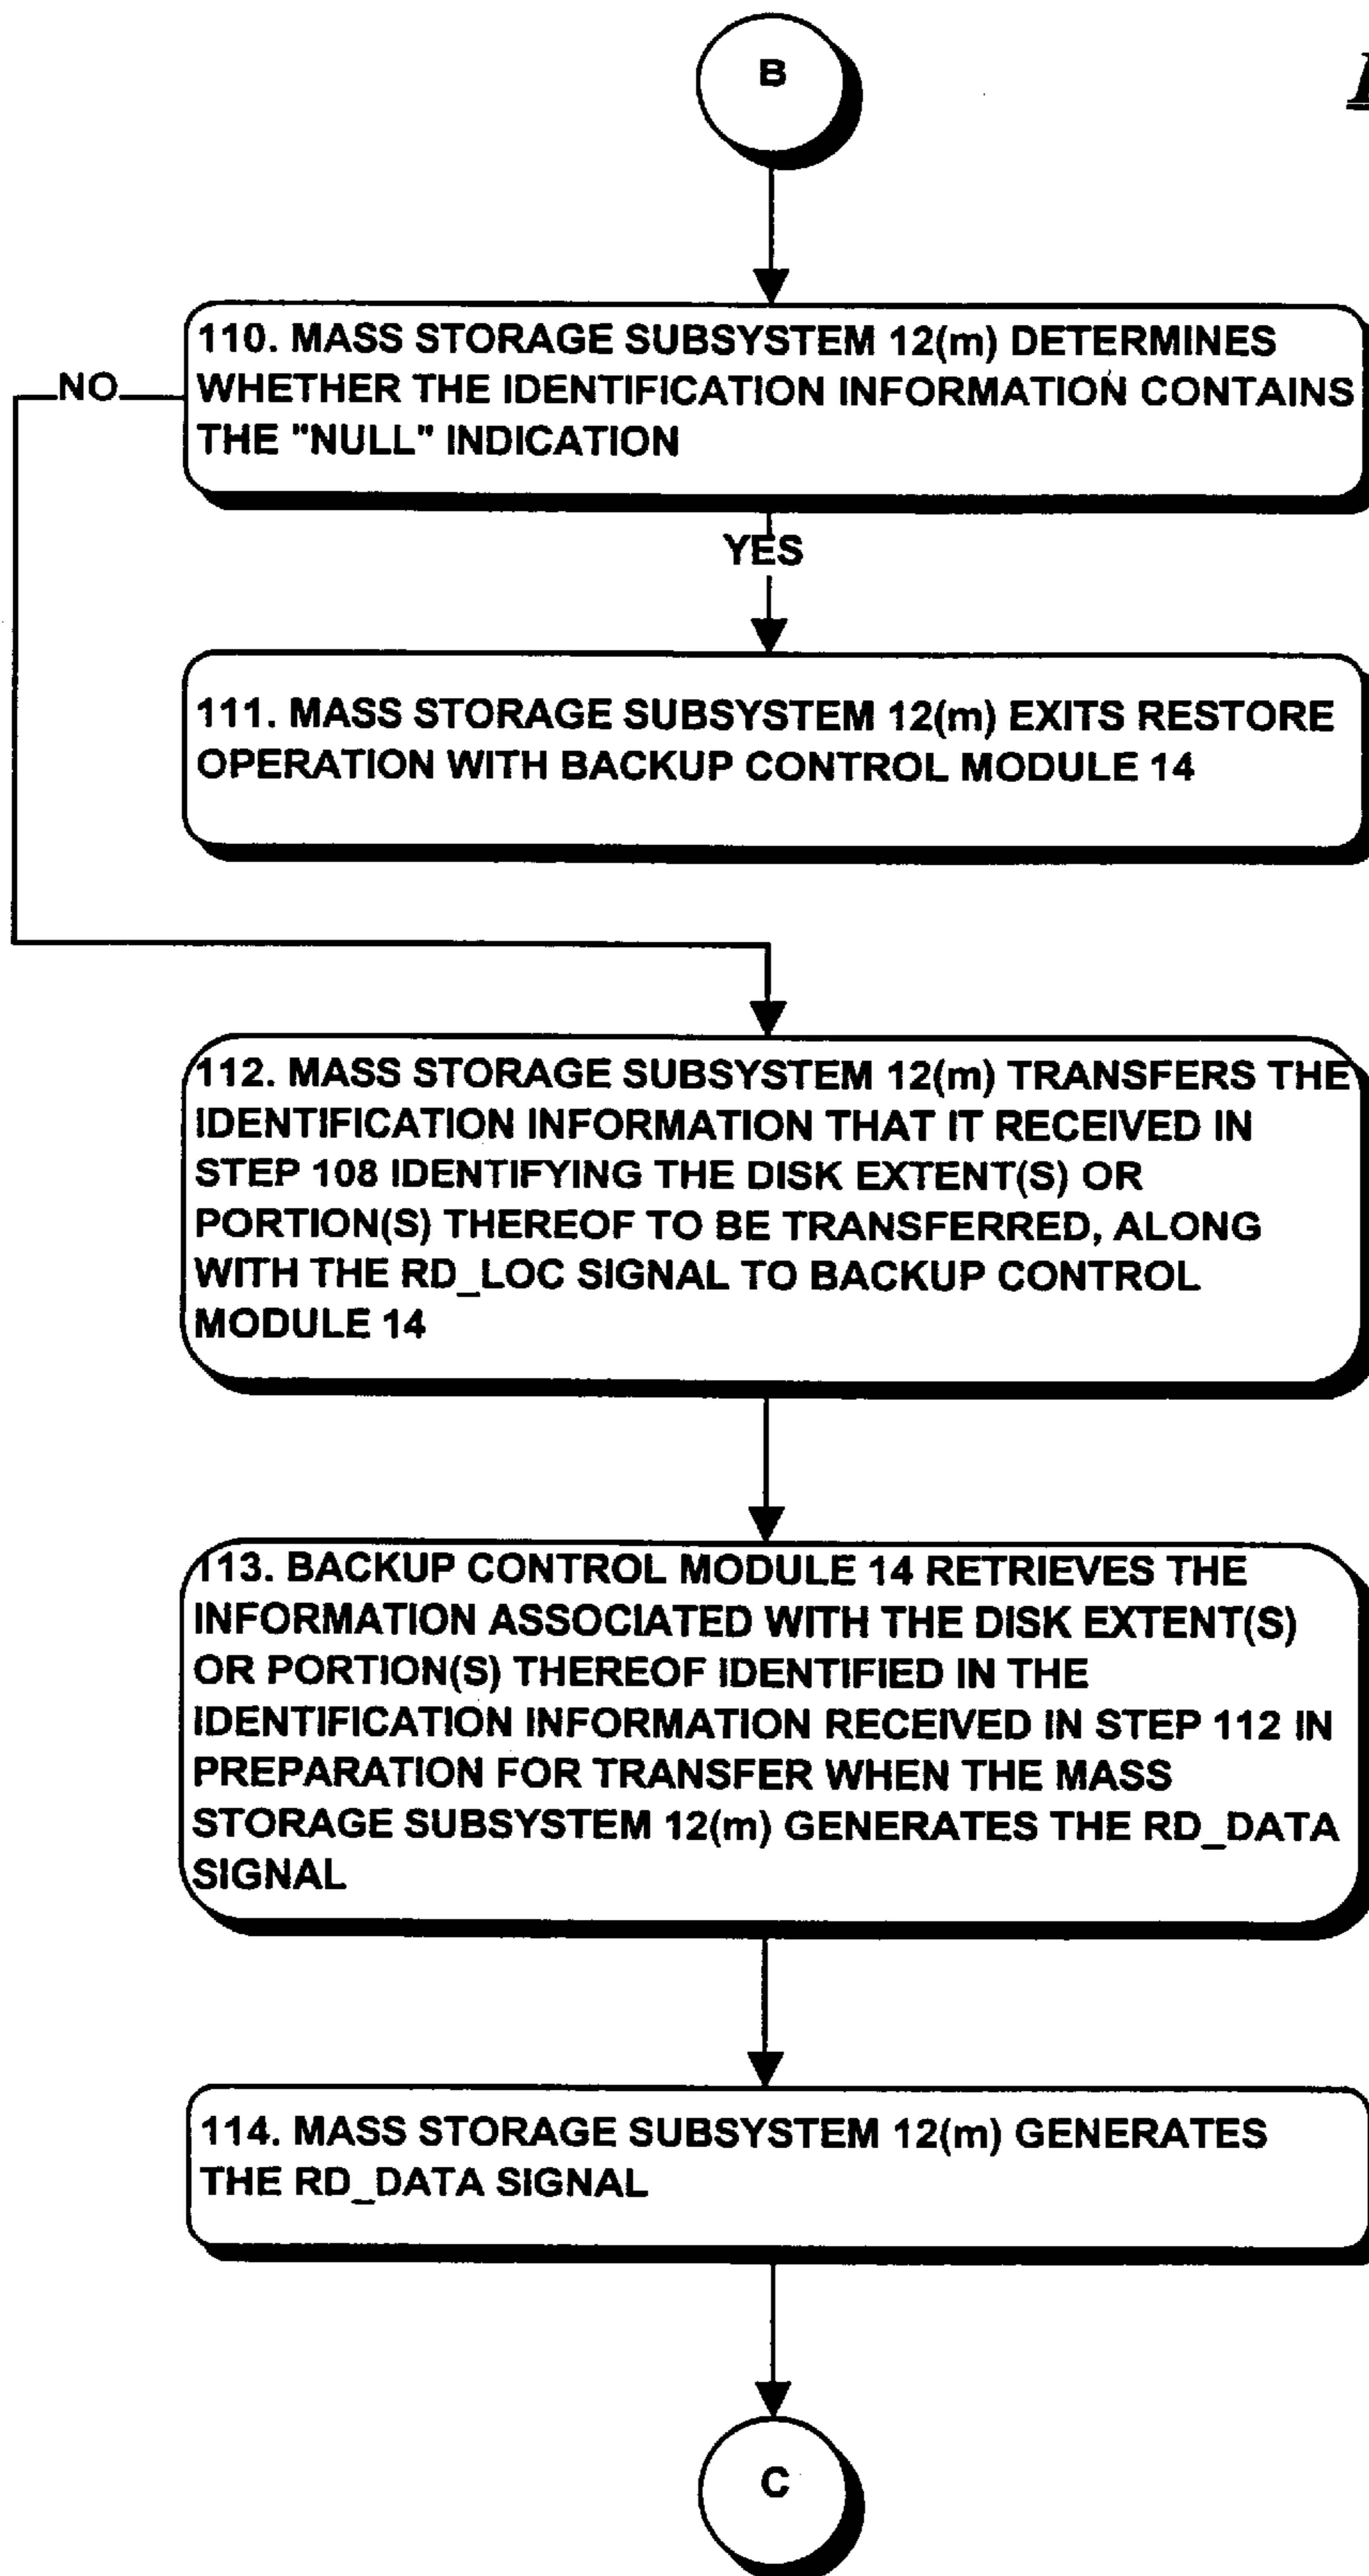 B
110. MASS STORAGE SUBSYSTEM 12(m) DETERMINES
WHETHER THE IDENTIFICATION INFORMATION CONTAINS
THE "NULL" INDICATION
NO
YES
111. MASS STORAGE SUBSYSTEM 12(m) EXITS RESTORE
OPERATION WITH BACKUP CONTROL MODULE 14
112. MASS STORAGE SUBSYSTEM 12(m) TRANSFERS THE
IDENTIFICATION INFORMATION THAT IT RECEIVED IN
STEP 108 IDENTIFYING THE DISK EXTENT(S) OR
PORTION(S) THEREOF TO BE TRANSFERRED, ALONG
WITH THE RD_LOC SIGNAL TO BACKUP CONTROL
MODULE 14
113. BACKUP CONTROL MODULE 14 RETRIEVES THE
INFORMATION ASSOCIATED WITH THE DISK EXTENT(S)
OR PORTION(S) THEREOF IDENTIFIED IN THE
IDENTIFICATION INFORMATION RECEIVED IN STEP 112 IN
PREPARATION FOR TRANSFER WHEN THE MASS
STORAGE SUBSYSTEM 12(m) GENERATES THE RD_DATA
SIGNAL
114. MASS STORAGE SUBSYSTEM 12(m) GENERATES
THE RD_DATA SIGNAL
C